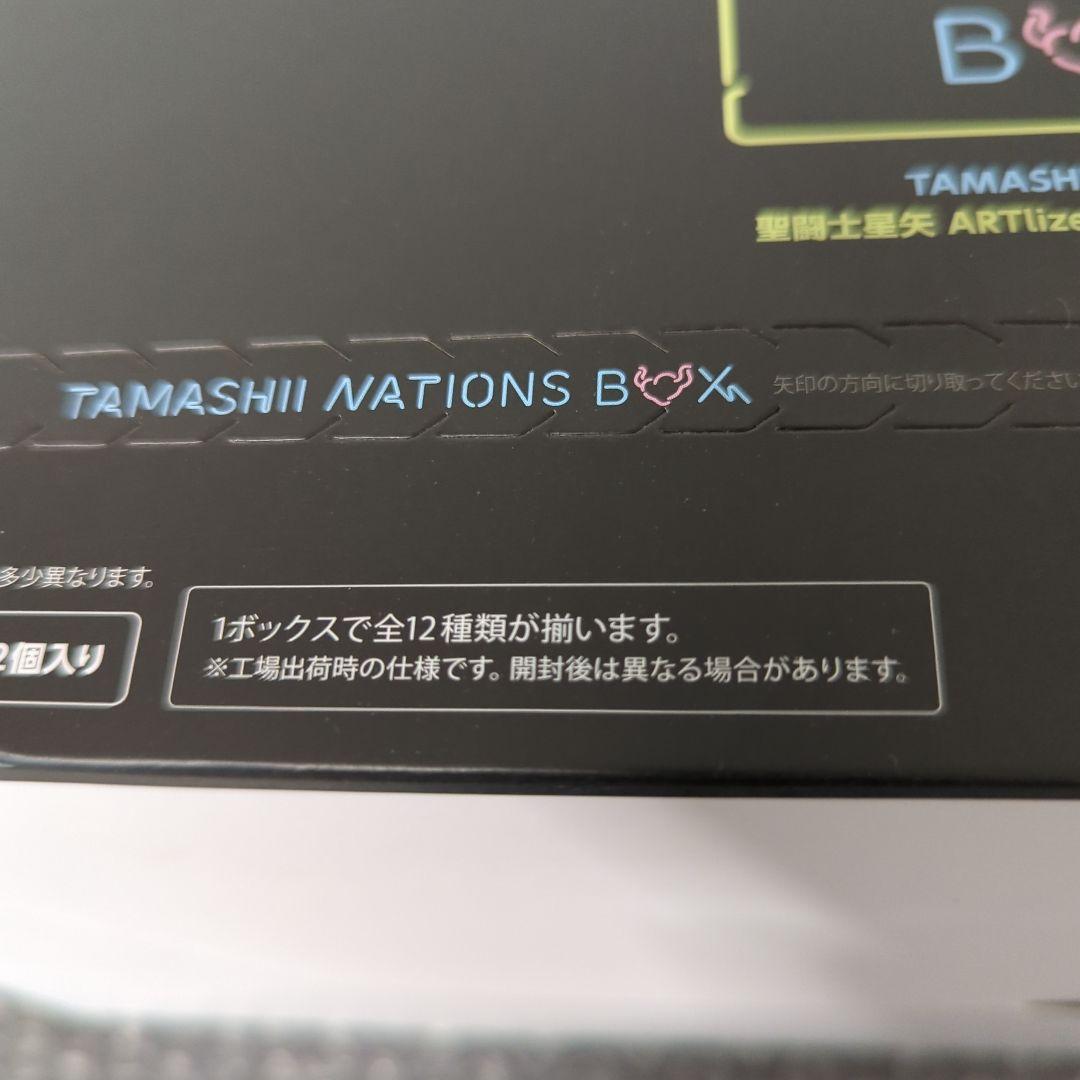 B
TAMASH
聖闘士星矢 ARTlize
TAMASHII NATIONS BOX
矢印の方向に切り取ってください
多少異なります。
2個入り
1ボックスで全12種類が揃います。
※工場出荷時の仕様です。開封後は異なる場合があります。